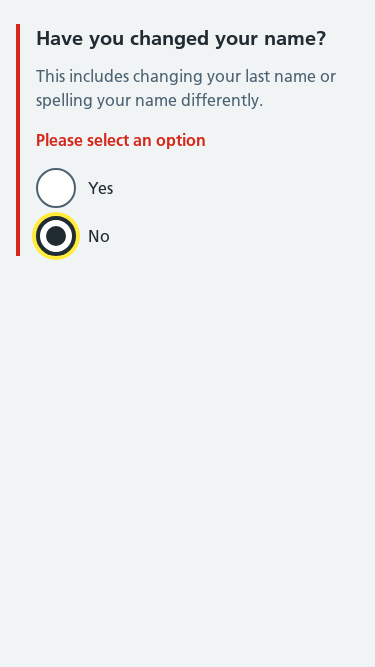 Have you changed your name?
This includes changing your last name or
spelling your name differently.
Please select an option
Yes
No